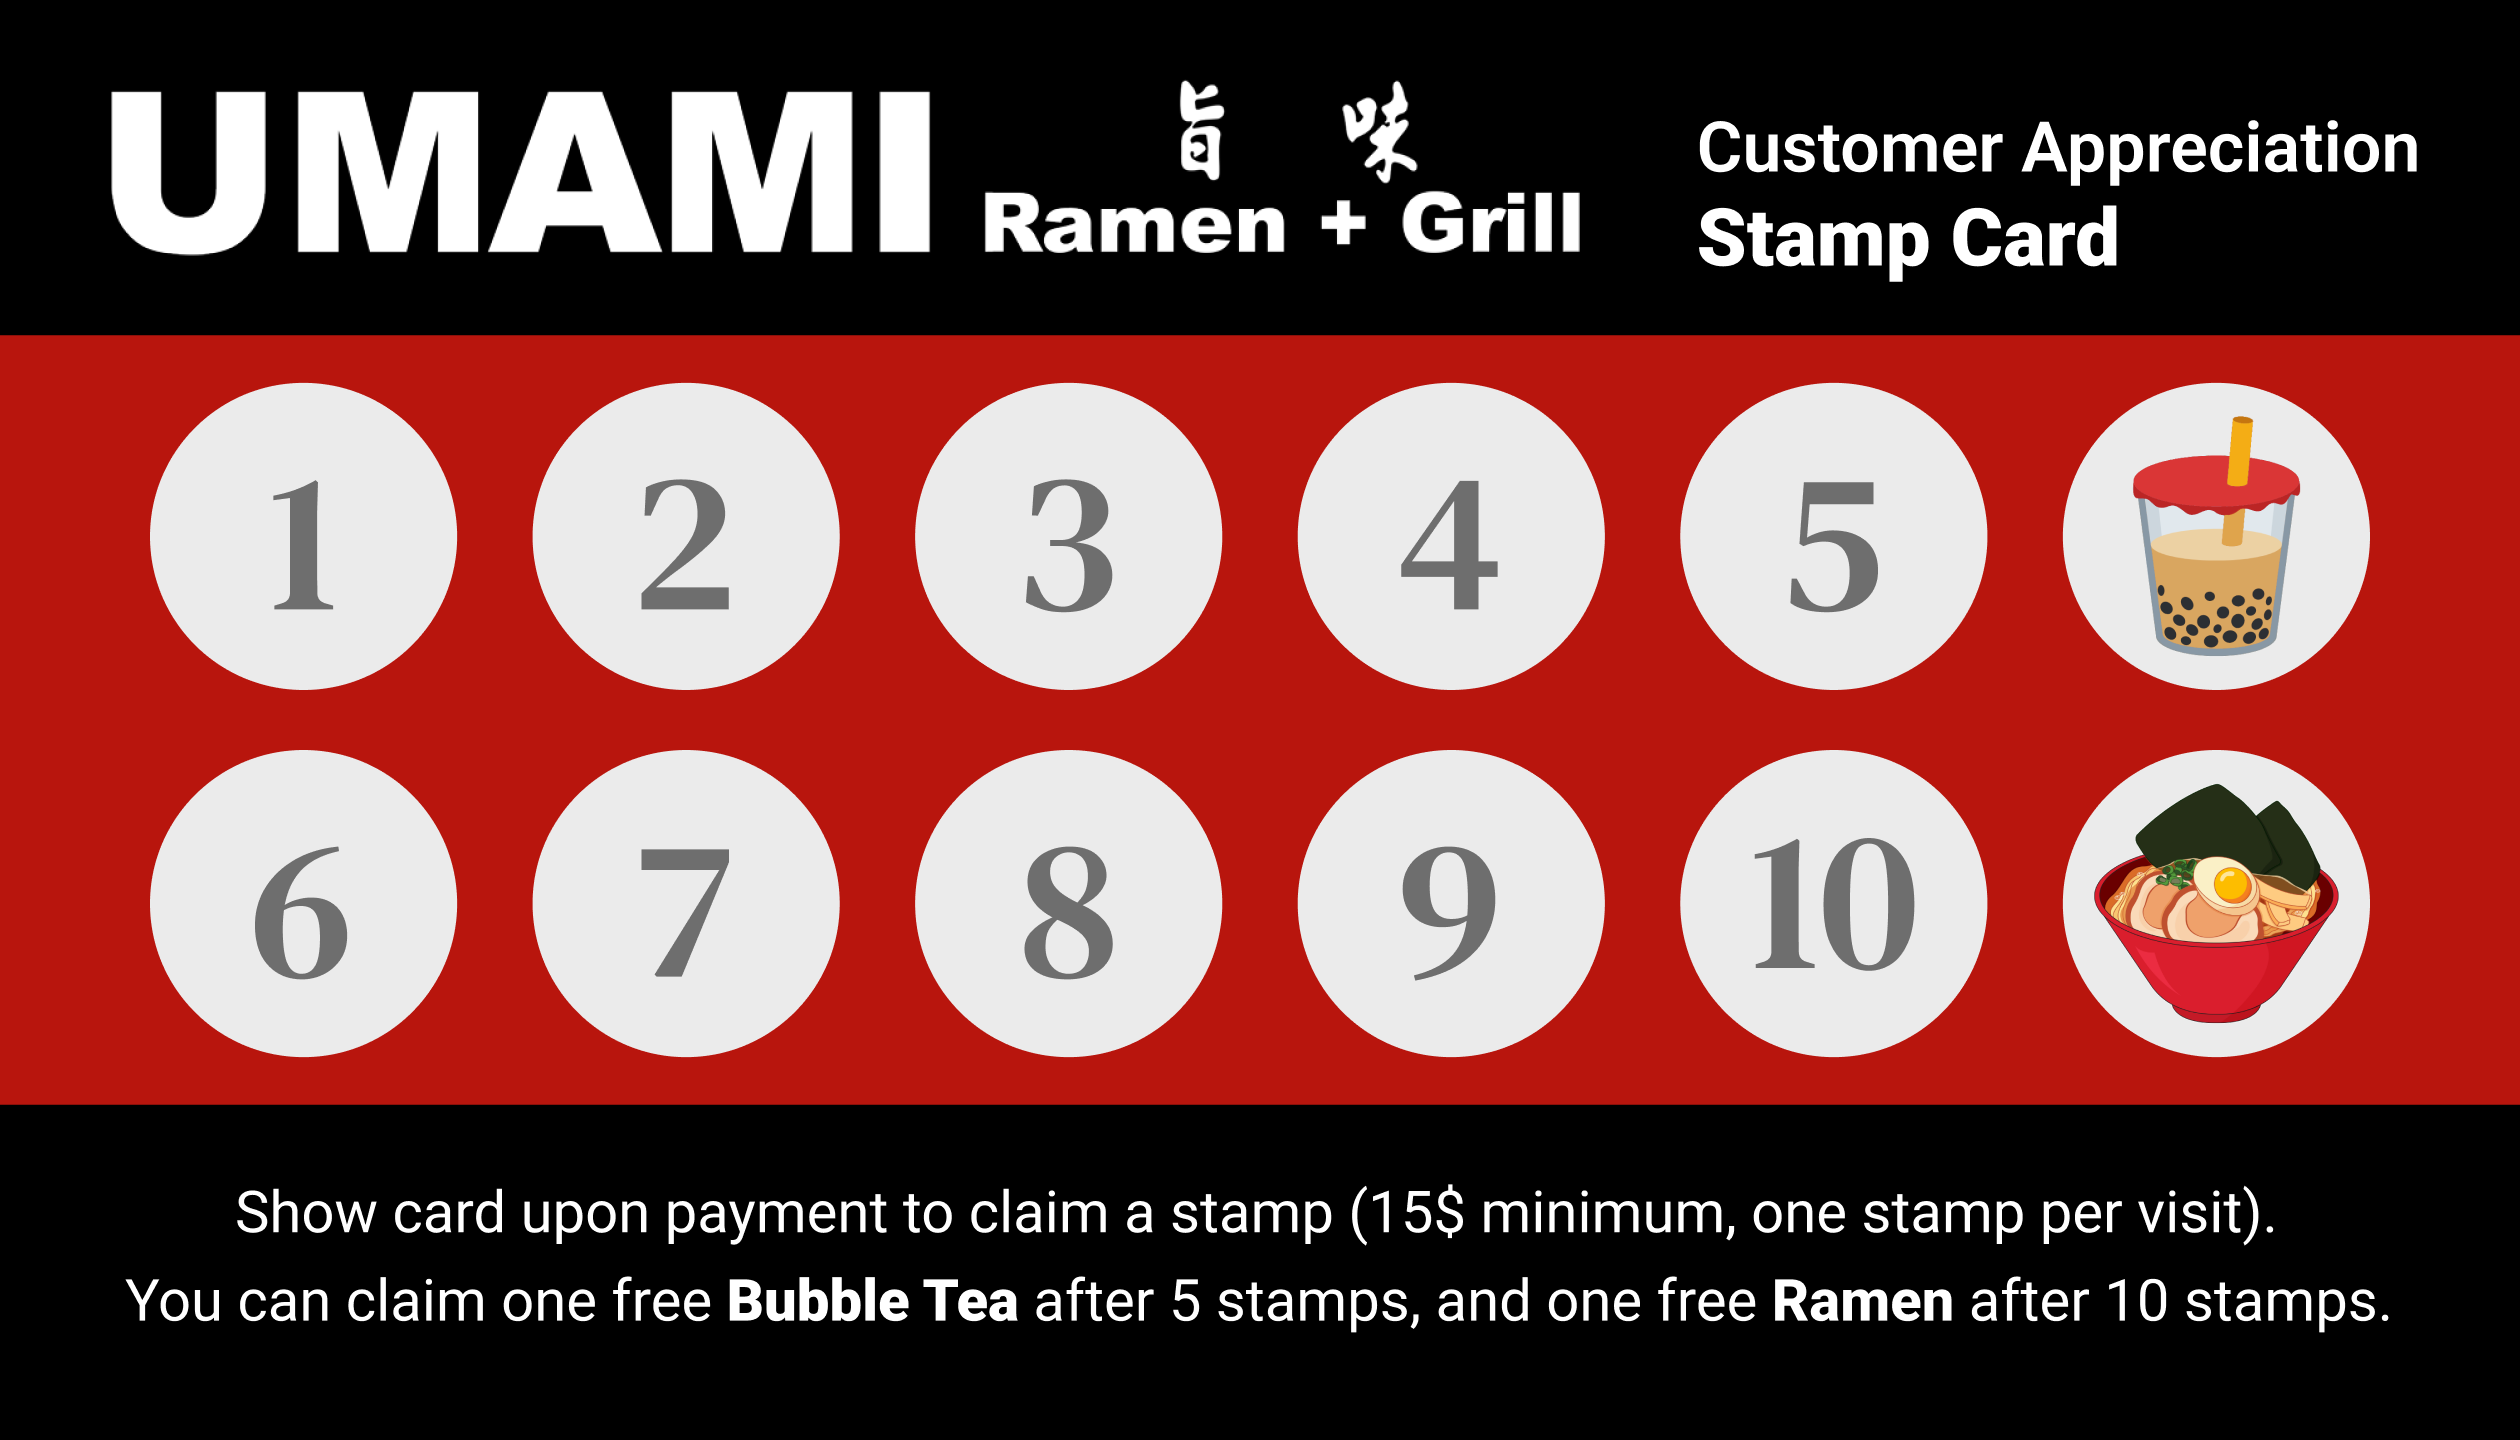 UMAMI
旨 味
Ramen + Grill
Customer Appreciation
Stamp Card
1 2 3 4 5
6 7 8 9 10
Show card upon payment to claim a stamp (15$ minimum, one stamp per visit).
You can claim one free Bubble Tea after 5 stamps, and one free Ramen after 10 stamps.